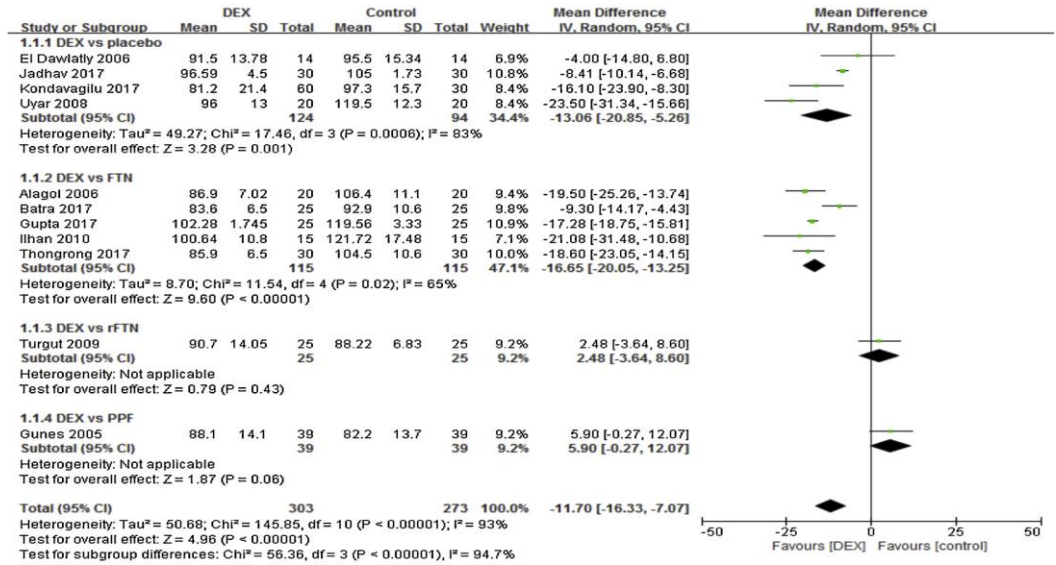 DEX Control Mean Difference Mean Difference
Study or Subgroup Mean SD Total Mean SD Total Weight IV, Random, 95% CI IV, Random, 95% CI
1.1.1 DEX vs placebo
El Dawlatly 2006 91.5 13.78 14 95.5 15.34 14 6.9% -4.00 [-14.80, 6.80]
Jadhav 2017 96.59 4.5 30 105 1.73 30 10.8% -8.41 [-10.14, -6.68]
Kondavagilu 2017 81.2 21.4 60 97.3 15.7 30 8.4% -16.10 [-23.90, -8.30]
Uyar 2008 96 13 20 119.5 12.3 20 8.4% -23.50 [-31.34, -15.66]
Subtotal (95% CI) 124 94 34.4% -13.06 [-20.85, -5.26]
Heterogeneity: Tau² = 49.27; Chi² = 17.46, df = 3 (P = 0.0006); I² = 83%
Test for overall effect: Z = 3.28 (P = 0.001)
1.1.2 DEX vs FTN
Alagol 2006 86.9 7.02 20 106.4 11.1 20 9.4% -19.50 [-25.26, -13.74]
Batra 2017 83.6 6.5 25 92.9 10.6 25 9.8% -9.30 [-14.17, -4.43]
Gupta 2017 102.28 1.745 25 119.56 3.33 25 10.9% -17.28 [-18.75, -15.81]
Ilhan 2010 100.64 10.8 15 121.72 17.48 15 7.1% -21.08 [-31.48, -10.68]
Thongrong 2017 85.9 6.5 30 104.5 10.6 30 10.0% -18.60 [-23.05, -14.15]
Subtotal (95% CI) 115 115 47.1% -16.65 [-20.05, -13.25]
Heterogeneity: Tau² = 8.70; Chi² = 11.54, df = 4 (P = 0.02); I² = 65%
Test for overall effect: Z = 9.60 (P < 0.00001)
1.1.3 DEX vs rFTN
Turgut 2009 90.7 14.05 25 88.22 6.83 25 9.2% 2.48 [-3.64, 8.60]
Subtotal (95% CI) 25 25 9.2% 2.48 [-3.64, 8.60]
Heterogeneity: Not applicable
Test for overall effect: Z = 0.79 (P = 0.43)
1.1.4 DEX vs PPF
Gunes 2005 88.1 14.1 39 82.2 13.7 39 9.2% 5.90 [-0.27, 12.07]
Subtotal (95% CI) 39 39 9.2% 5.90 [-0.27, 12.07]
Heterogeneity: Not applicable
Test for overall effect: Z = 1.87 (P = 0.06)
Total (95% CI) 303 273 100.0% -11.70 [-16.33, -7.07]
Heterogeneity: Tau² = 50.68; Chi² = 145.85, df = 10 (P < 0.00001); I² = 93%
Test for overall effect: Z = 4.96 (P < 0.00001)
Test for subgroup differences: Chi² = 56.36, df = 3 (P < 0.00001), I² = 94.7%
-50 -25 0 25 50
Favours [DEX] Favours [control]